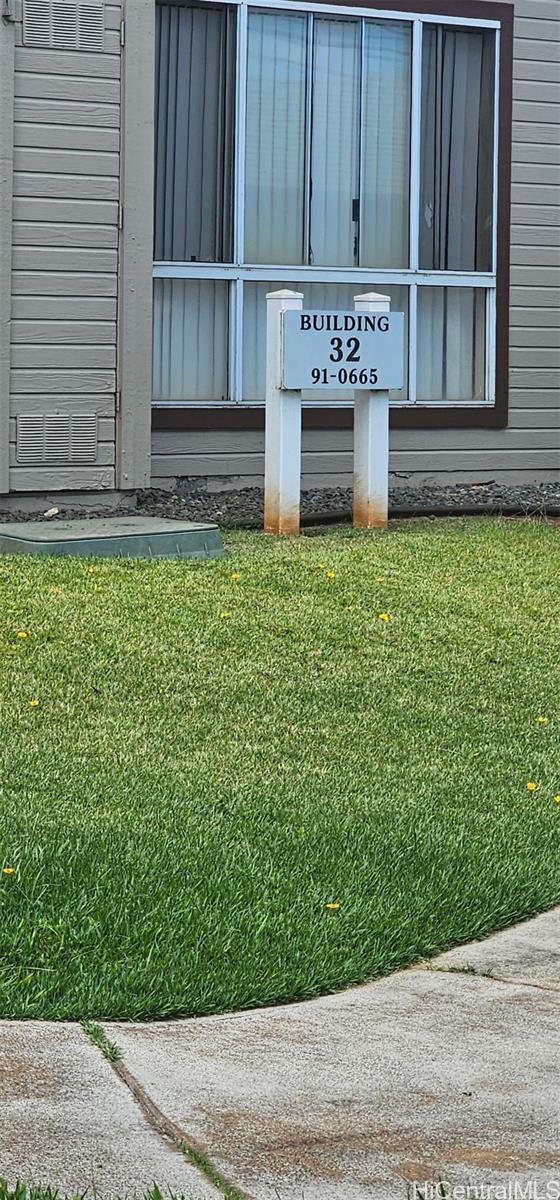 BUILDING
32
91-0665
HiCentralMLS